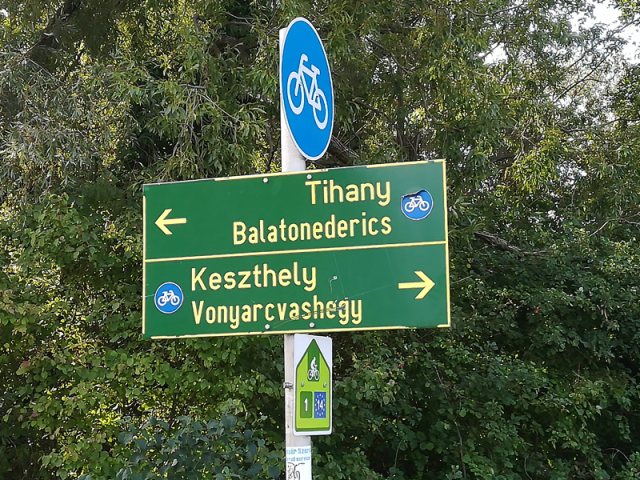 Tihany
Balatonederics
Keszthely
Vonyarcvashegy
1 14